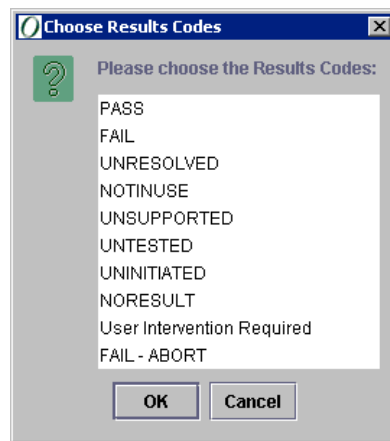 Choose Results Codes
Please choose the Results Codes:
PASS
FAIL
UNRESOLVED
NOTINUSE
UNSUPPORTED
UNTESTED
UNINITIATED
NORESULT
User Intervention Required
FAIL - ABORT
OK Cancel